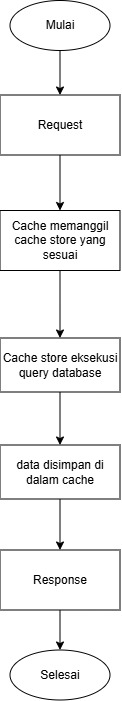 Mulai
Request
Cache memanggil
cache store yang
sesuai
Cache store eksekusi
query database
data disimpan di
dalam cache
Response
Selesai